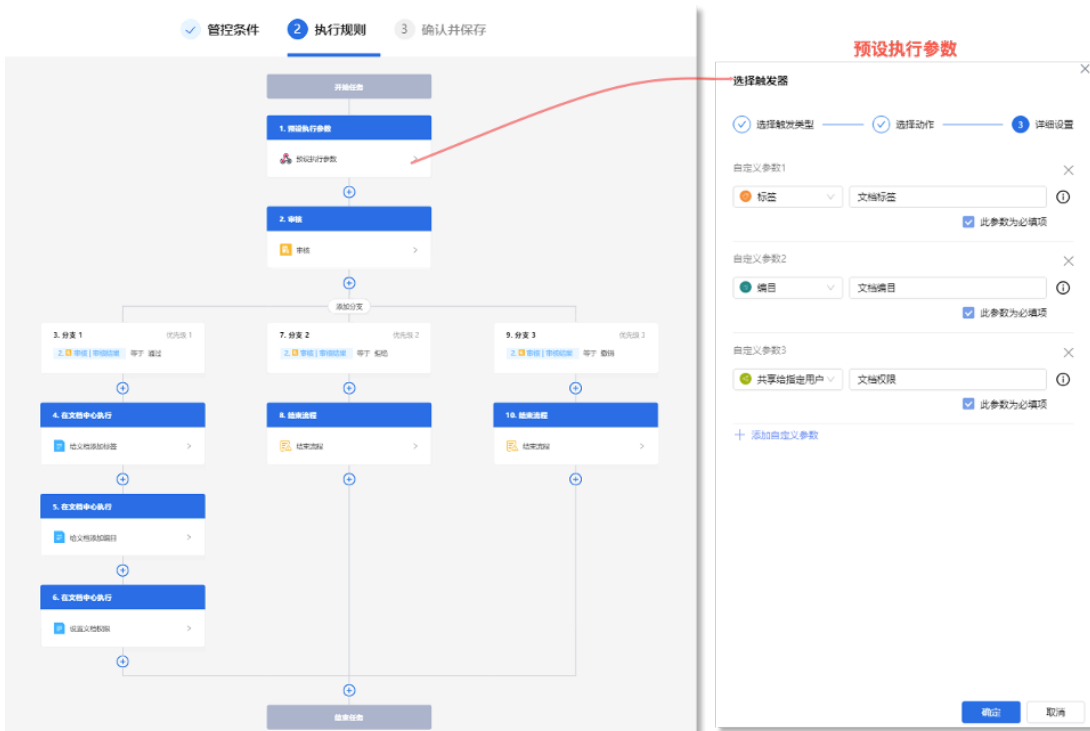 管控条件
2 执行规则
3 确认并保存
开始任务
1. 预设执行参数
预设执行参数
2. 审核
审核
添加分支
3. 分支 1 优先级 1
2. 审核 | 审核结果 等于 通过
7. 分支 2 优先级 2
2. 审核 | 审核结果 等于 拒绝
9. 分支 3 优先级 3
2. 审核 | 审核结果 等于 撤销
4. 在文档中心执行
给文档添加标签
8. 结束流程
结束流程
10. 结束流程
结束流程
5. 在文档中心执行
给文档添加编目
6. 在文档中心执行
设置文档权限
结束任务
预设执行参数
选择触发器
选择触发类型
选择动作
3 详细设置
自定义参数1
标签 文档标签
此参数为必填项
自定义参数2
编目 文档编目
此参数为必填项
自定义参数3
共享给指定用户 文档权限
此参数为必填项
添加自定义参数
确定 取消